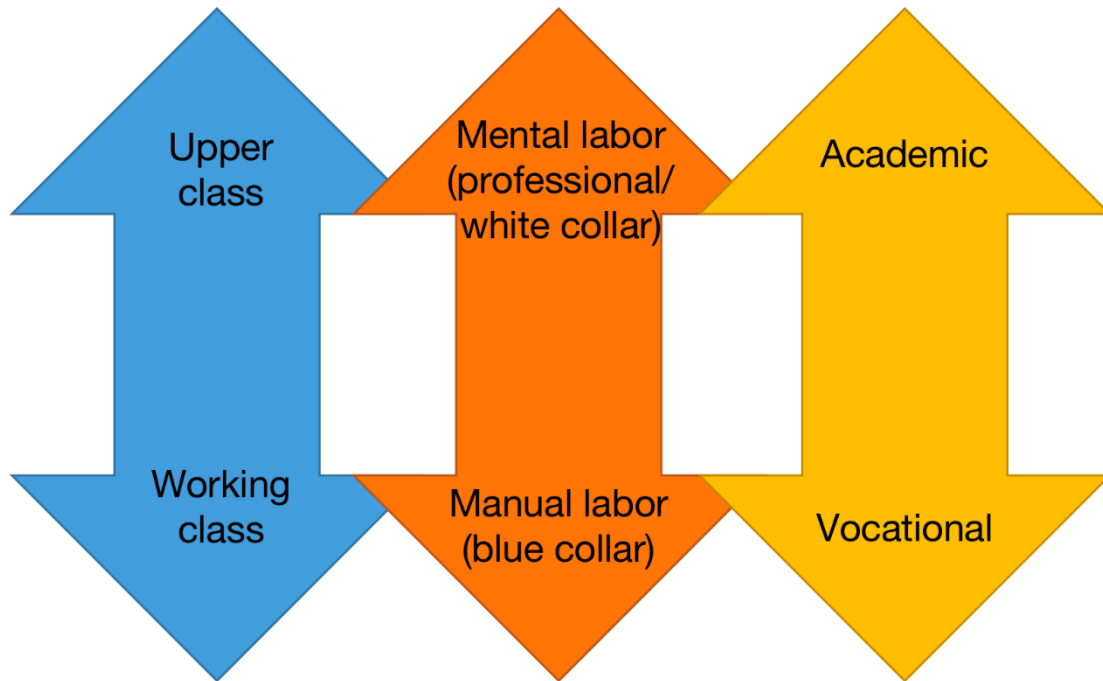 Upper
class
Mental labor
(professional/
white collar)
Academic
Working
class
Manual labor
(blue collar)
Vocational